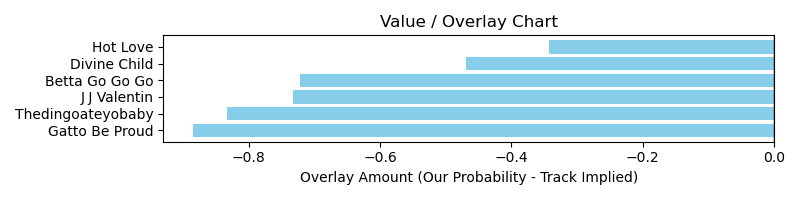 Value / Overlay Chart
Hot Love
Divine Child
Betta Go Go Go
J J Valentin
Thedingoateyobaby
Gatto Be Proud
−0.8 −0.6 −0.4 −0.2 0.0
Overlay Amount (Our Probability - Track Implied)